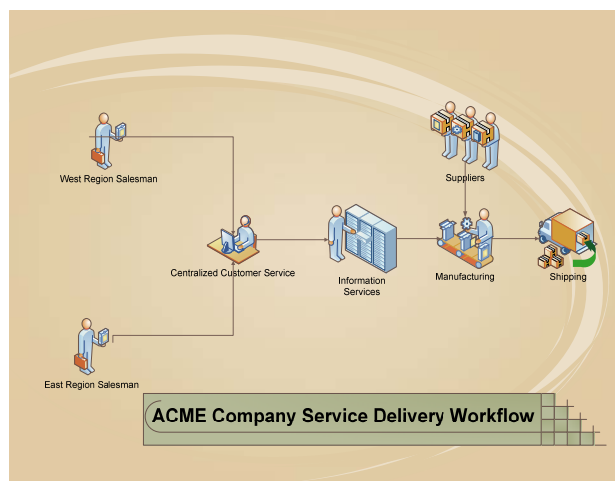 West Region Salesman
Suppliers
Centralized Customer Service
Information
Services
Manufacturing
Shipping
East Region Salesman
ACME Company Service Delivery Workflow